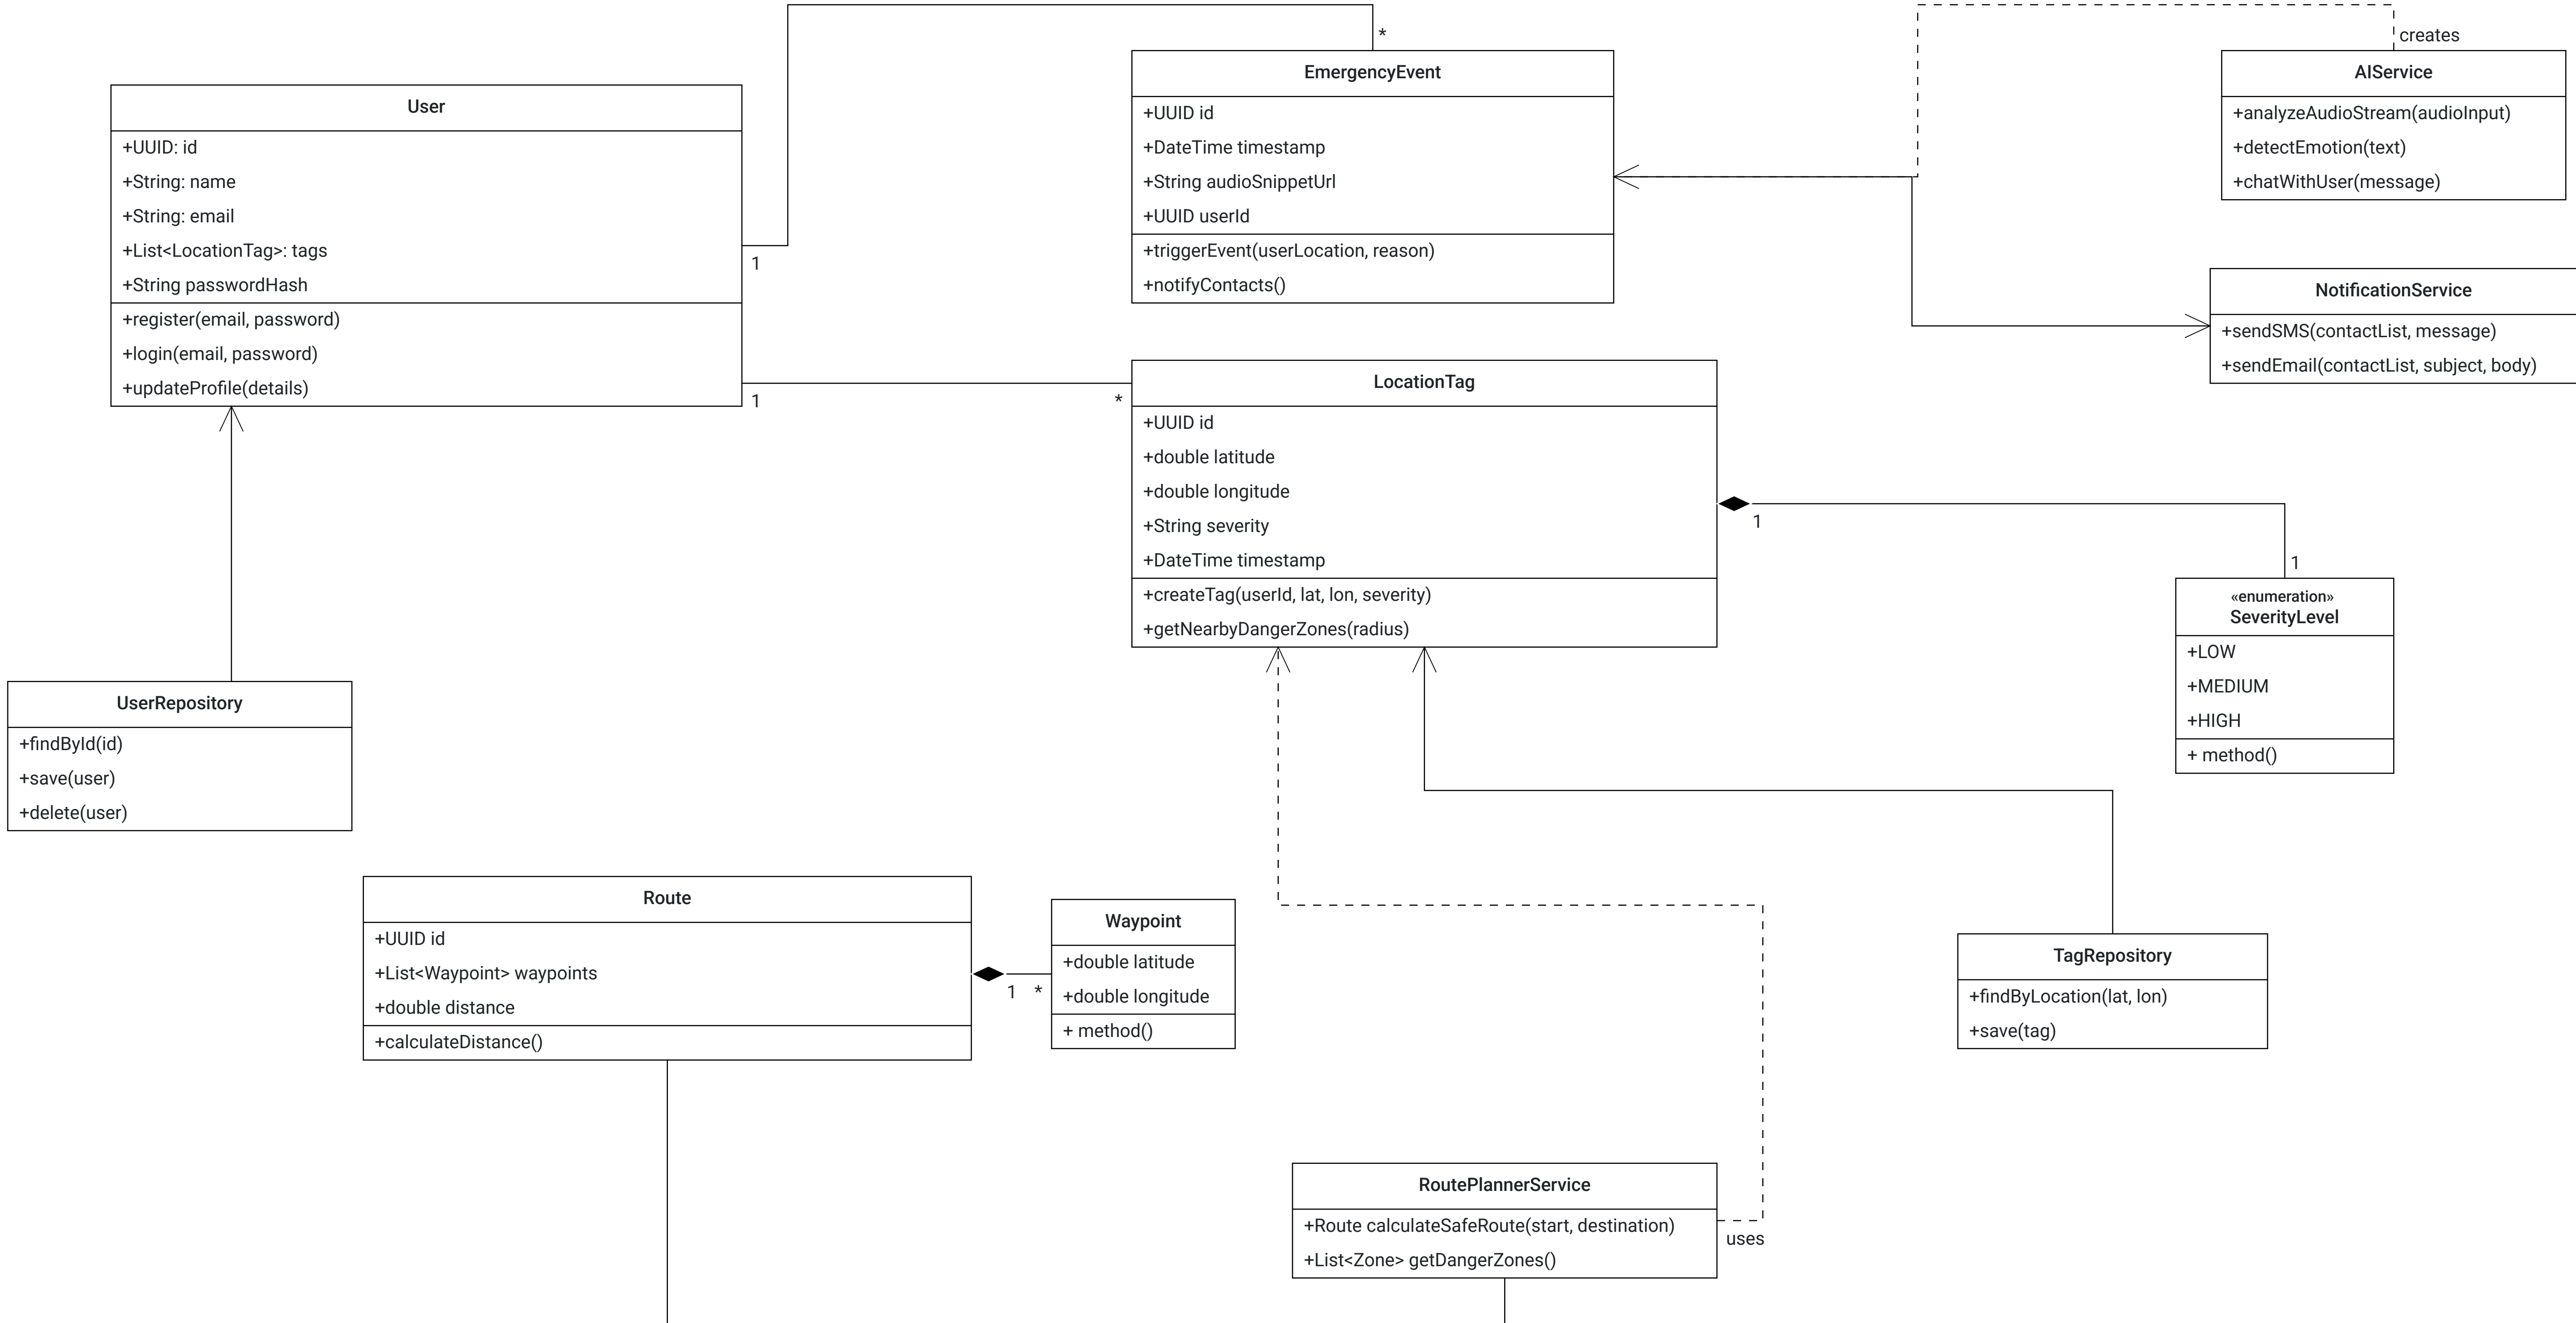 *
creates
EmergencyEvent
+UUID id
+DateTime timestamp
+String audioSnippetUrl
+UUID userId
+triggerEvent(userLocation, reason)
+notifyContacts()
AIService
+analyzeAudioStream(audioInput)
+detectEmotion(text)
+chatWithUser(message)
User
+UUID: id
+String: name
+String: email
+List<LocationTag>: tags
+String passwordHash
+register(email, password)
+login(email, password)
+updateProfile(details)
1
1
*
NotificationService
+sendSMS(contactList, message)
+sendEmail(contactList, subject, body)
LocationTag
+UUID id
+double latitude
+double longitude
+String severity
+DateTime timestamp
+createTag(userId, lat, lon, severity)
+getNearbyDangerZones(radius)
1
1
«enumeration»
SeverityLevel
+LOW
+MEDIUM
+HIGH
+ method()
UserRepository
+findById(id)
+save(user)
+delete(user)
Route
+UUID id
+List<Waypoint> waypoints
+double distance
+calculateDistance()
1
*
Waypoint
+double latitude
+double longitude
+ method()
TagRepository
+findByLocation(lat, lon)
+save(tag)
RoutePlannerService
+Route calculateSafeRoute(start, destination)
+List<Zone> getDangerZones()
uses